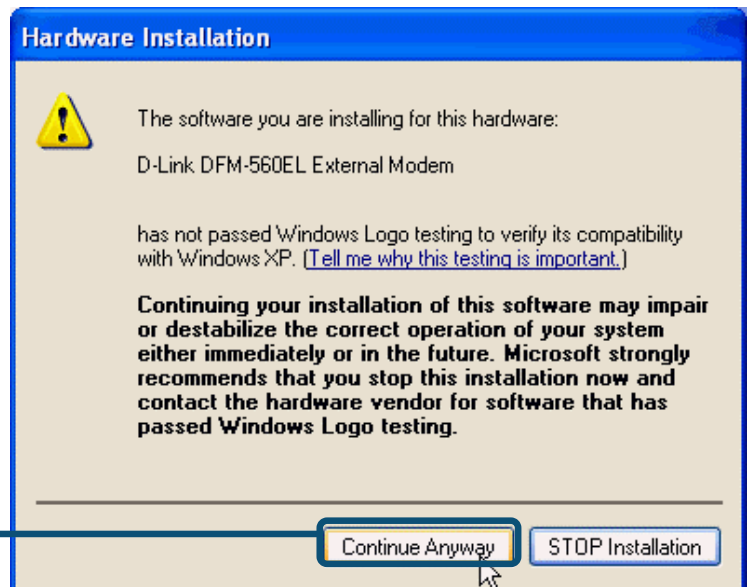 Hardware Installation
The software you are installing for this hardware:
D-Link DFM-560EL External Modem
has not passed Windows Logo testing to verify its compatibility
with Windows XP. (Tell me why this testing is important.)
Continuing your installation of this software may impair
or destabilize the correct operation of your system
either immediately or in the future. Microsoft strongly
recommends that you stop this installation now and
contact the hardware vendor for software that has
passed Windows Logo testing.
Continue Anyway STOP Installation